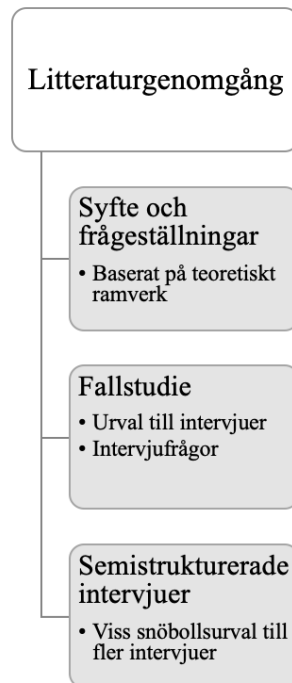 Litteraturgenomgång
Syfte och
frågeställningar
• Baserat på teoretiskt
ramverk
Fallstudie
• Urval till intervjuer
• Intervjufrågor
Semistrukturerade
intervjuer
• Viss snöbollsurval till
fler intervjuer